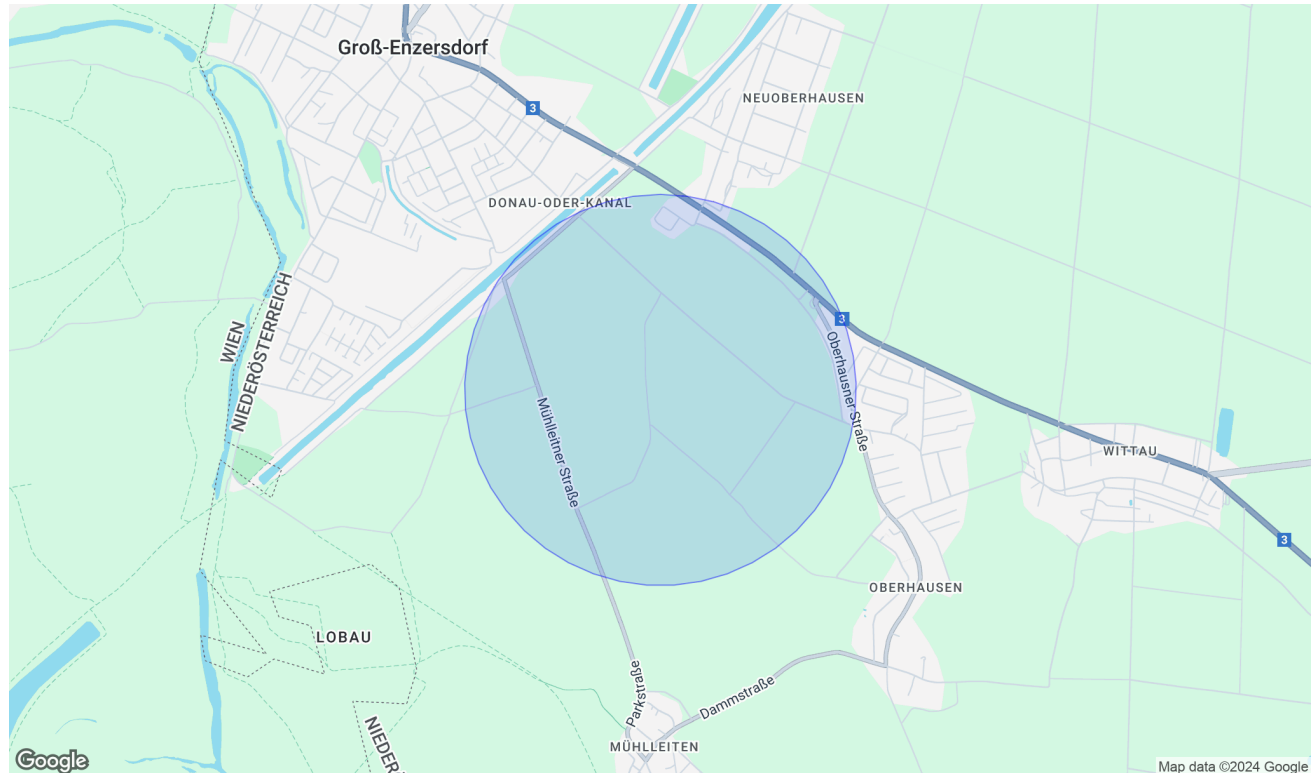 Groß-Enzersdorf
3
NEUOBERHAUSEN
DONAU-ODER-KANAL
WIEN
NIEDERÖSTERREICH
3
Oberhausner Straße
Mühlleitner Straße
WITTAU
3
OBERHAUSEN
LOBAU
Parkstraße
Dammstraße
NIEDER
MÜHLLEITEN
Google
Map data ©2024 Google